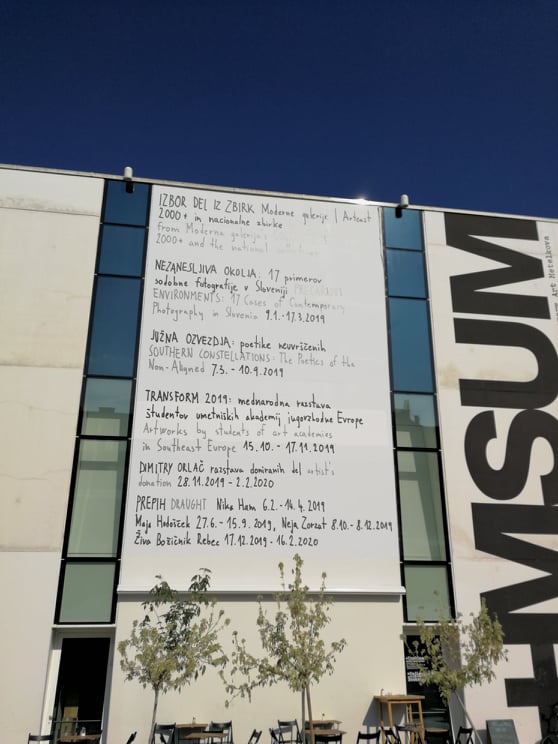 IZBOR DEL IZ ZBIRK Moderne galerije | Artcast
2000+ in nacionalne zbirke
from Moderna galerija's
2000+ and the national collections
NEZANESLJIVA OKOLJA: 17 primerov
sodobne fotografije v Sloveniji PRECARIOUS
ENVIRONMENTS: 17 Cases of Contemporary
Photography in Slovenia 9.1.-17.3.2019
JUŽNA OZVEZDJA: poetike neuvrščenih
SOUTHERN CONSTELLATIONS: The Poetics of the
Non-Aligned 7.3. - 10.9.2019
TRANSFORM 2019: mednarodna razstava
študentov umetniških akademij jugovzhodne Evrope
Artworks by students of art academies
in Southeast Europe 15.10. - 17.11.2019
DIMITRY ORLAČ razstava doniranih del artist's
donation 28.11.2019 - 2.2.2020
PREPIH DRAUGHT Nika Ham 6.2. - 14.4.2019
Maja Hodošček 27.6. - 15.9.2019, Neja Zorzut 8.10. - 8.12.2019
Živa Božičnik Rebec 17.12.2019 - 16.2.2020
+MSUM
Art Metelkova